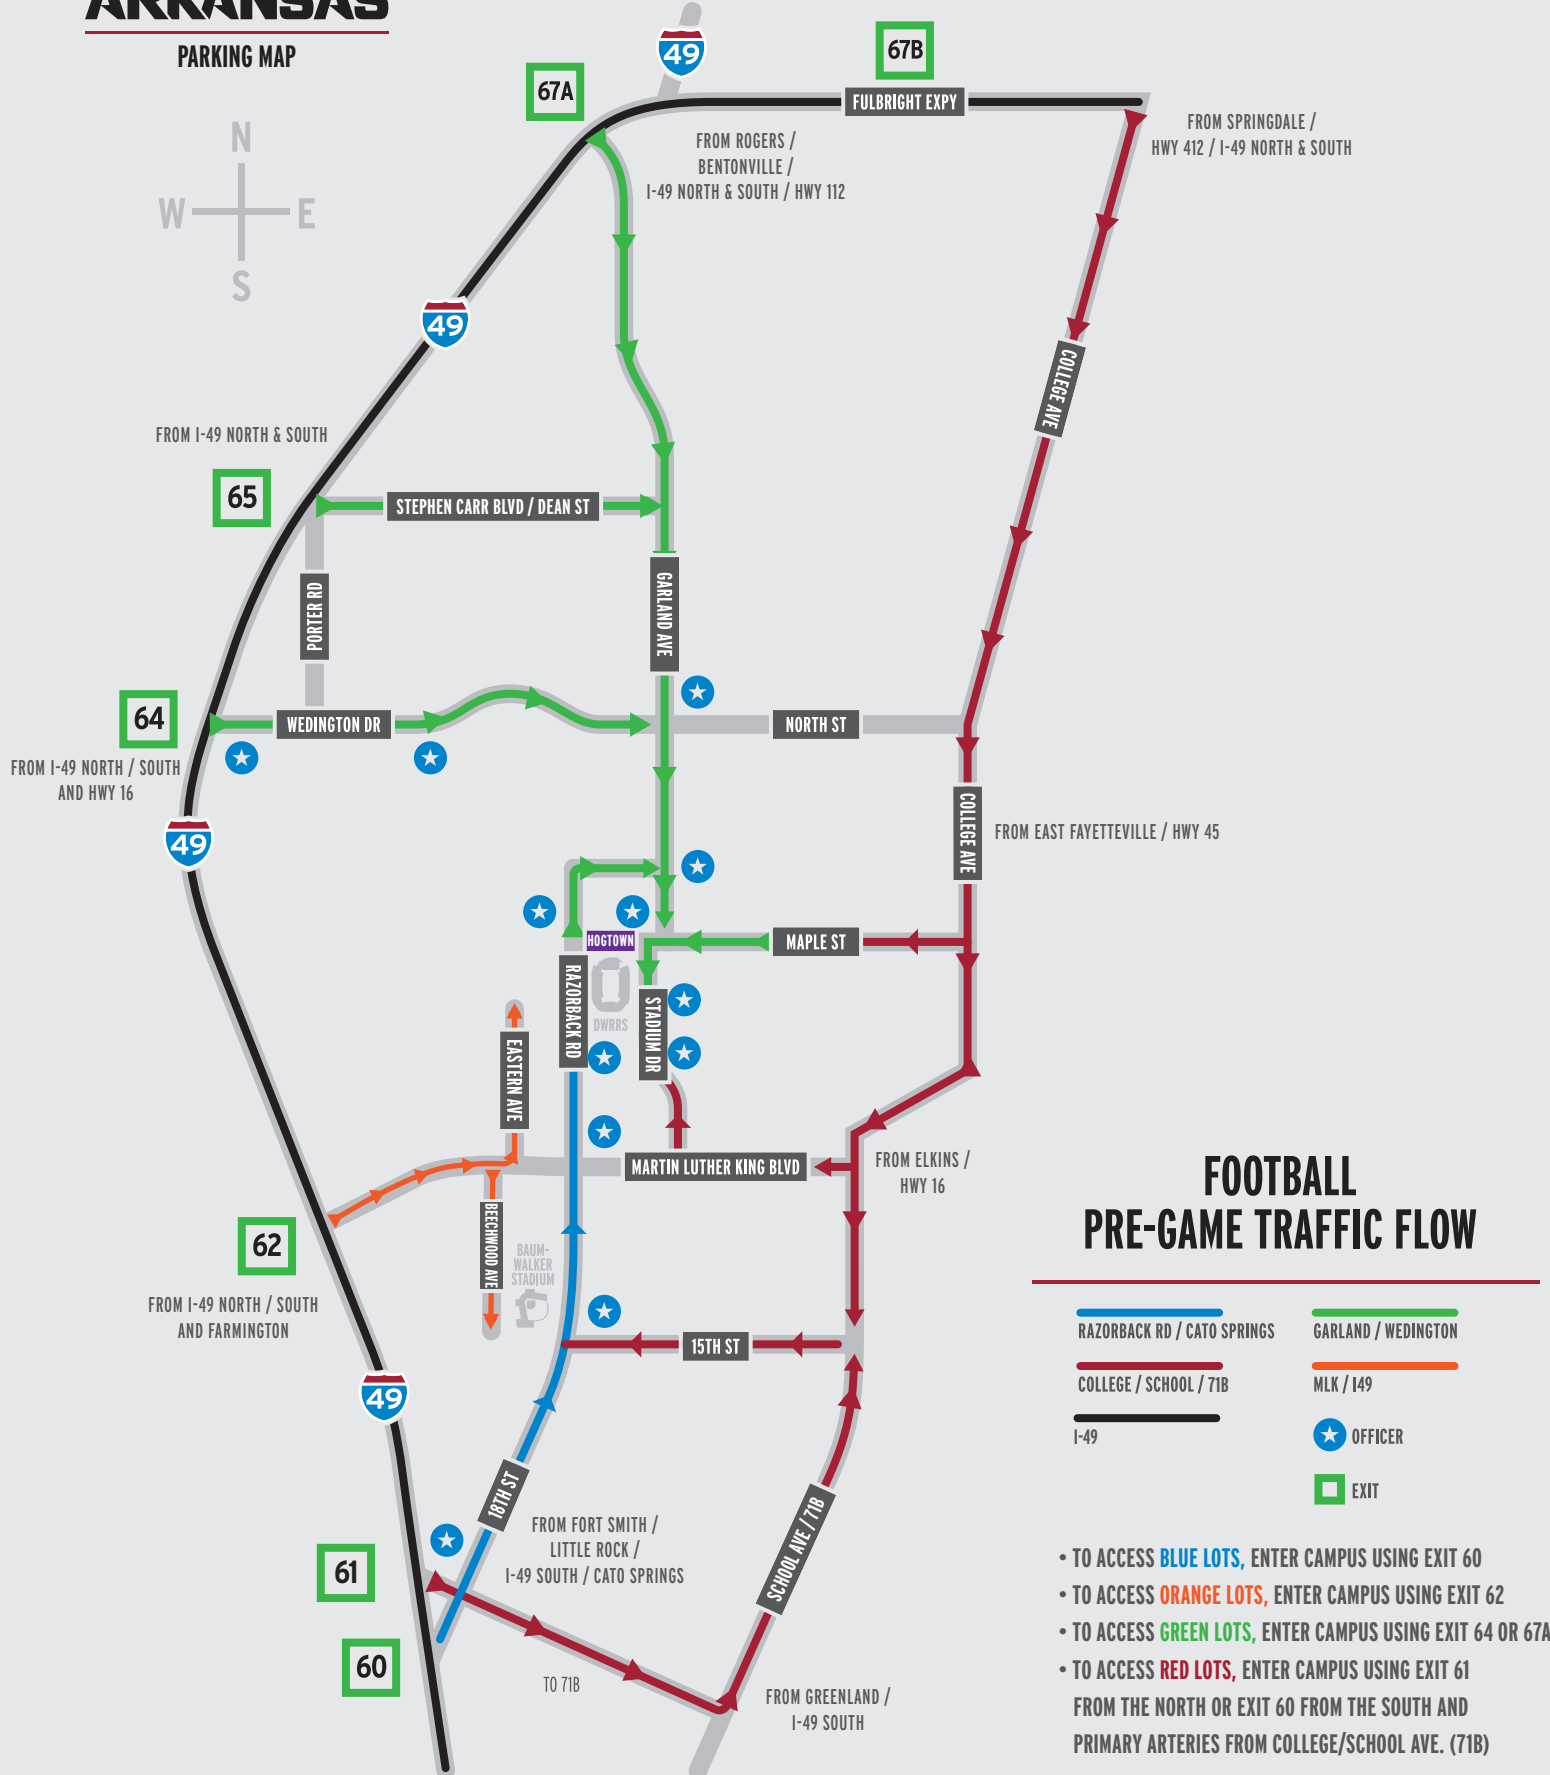 ARKANSAS
PARKING MAP
N
W
E
S
49
67A
67B
FULBRIGHT EXPY
FROM ROGERS /
BENTONVILLE /
I-49 NORTH & SOUTH / HWY 112
FROM SPRINGDALE /
HWY 412 / I-49 NORTH & SOUTH
49
COLLEGE AVE
FROM I-49 NORTH & SOUTH
65
STEPHEN CARR BLVD / DEAN ST
PORTER RD
GARLAND AVE
64
WEDINGTON DR
NORTH ST
FROM I-49 NORTH / SOUTH
AND HWY 16
49
COLLEGE AVE
FROM EAST FAYETTEVILLE / HWY 45
HOGTOWN
MAPLE ST
RAZORBACK RD
DWRRS
STADIUM DR
EASTERN AVE
MARTIN LUTHER KING BLVD
FROM ELKINS /
HWY 16
62
BEECHWOOD AVE
BAUM-
WALKER
STADIUM
FROM I-49 NORTH / SOUTH
AND FARMINGTON
15TH ST
49
18TH ST
SCHOOL AVE / 71B
FROM FORT SMITH /
LITTLE ROCK /
I-49 SOUTH / CATO SPRINGS
61
60
TO 71B
FROM GREENLAND /
I-49 SOUTH
FOOTBALL
PRE-GAME TRAFFIC FLOW
RAZORBACK RD / CATO SPRINGS
GARLAND / WEDINGTON
COLLEGE / SCHOOL / 71B
MLK / I49
I-49
OFFICER
EXIT
• TO ACCESS BLUE LOTS, ENTER CAMPUS USING EXIT 60
• TO ACCESS ORANGE LOTS, ENTER CAMPUS USING EXIT 62
• TO ACCESS GREEN LOTS, ENTER CAMPUS USING EXIT 64 OR 67A
• TO ACCESS RED LOTS, ENTER CAMPUS USING EXIT 61
FROM THE NORTH OR EXIT 60 FROM THE SOUTH AND
PRIMARY ARTERIES FROM COLLEGE/SCHOOL AVE. (71B)